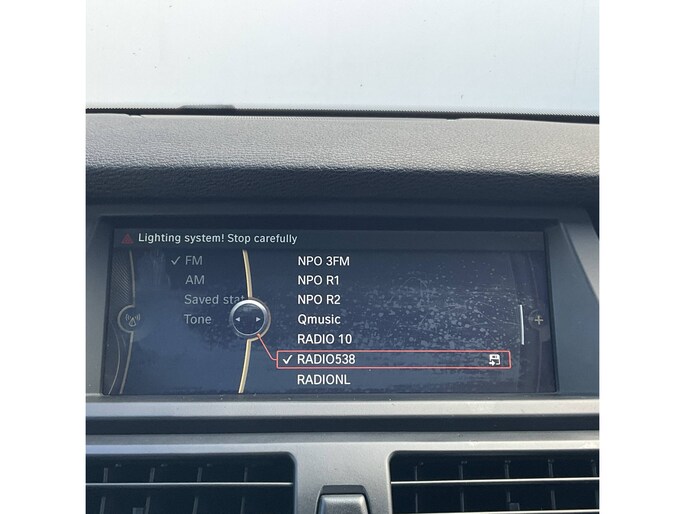 Lighting system! Stop carefully
✓ FM
AM
Saved stat
Tone
NPO 3FM
NPO R1
NPO R2
Qmusic
RADIO 10
✓ RADIO538
RADIONL
+